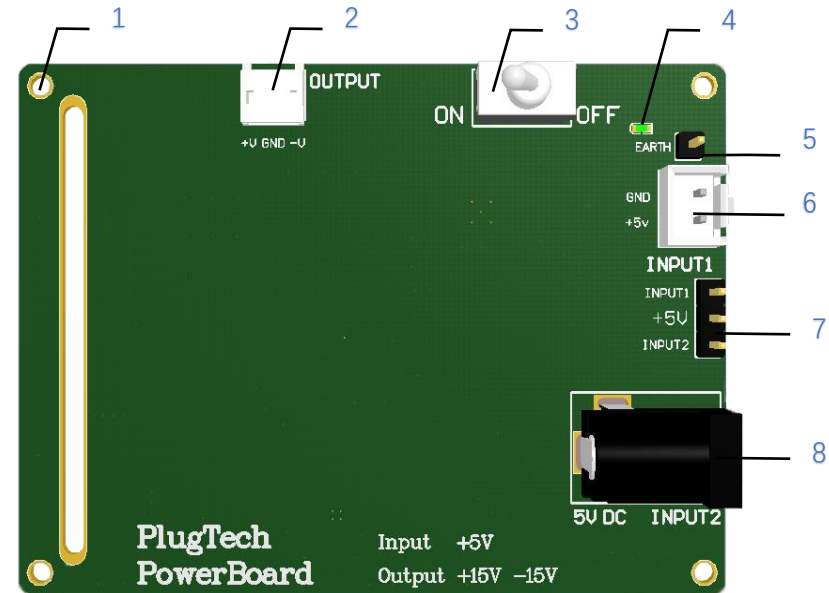 1 2 3 4
OUTPUT
ON OFF
+V GND -V
EARTH
5
GND
6
+5v
INPUT1
INPUT1
+5V
7
INPUT2
8
5V DC INPUT2
PlugTech
PowerBoard
Input +5V
Output +15V -15V